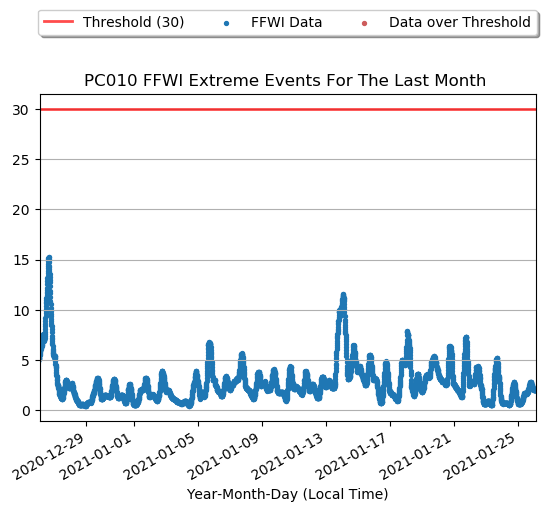 Threshold (30) FFWI Data Data over Threshold
PC010 FFWI Extreme Events For The Last Month
30
25
20
15
10
5
0
2020-12-29 2021-01-01 2021-01-05 2021-01-09 2021-01-13 2021-01-17 2021-01-21 2021-01-25
Year-Month-Day (Local Time)